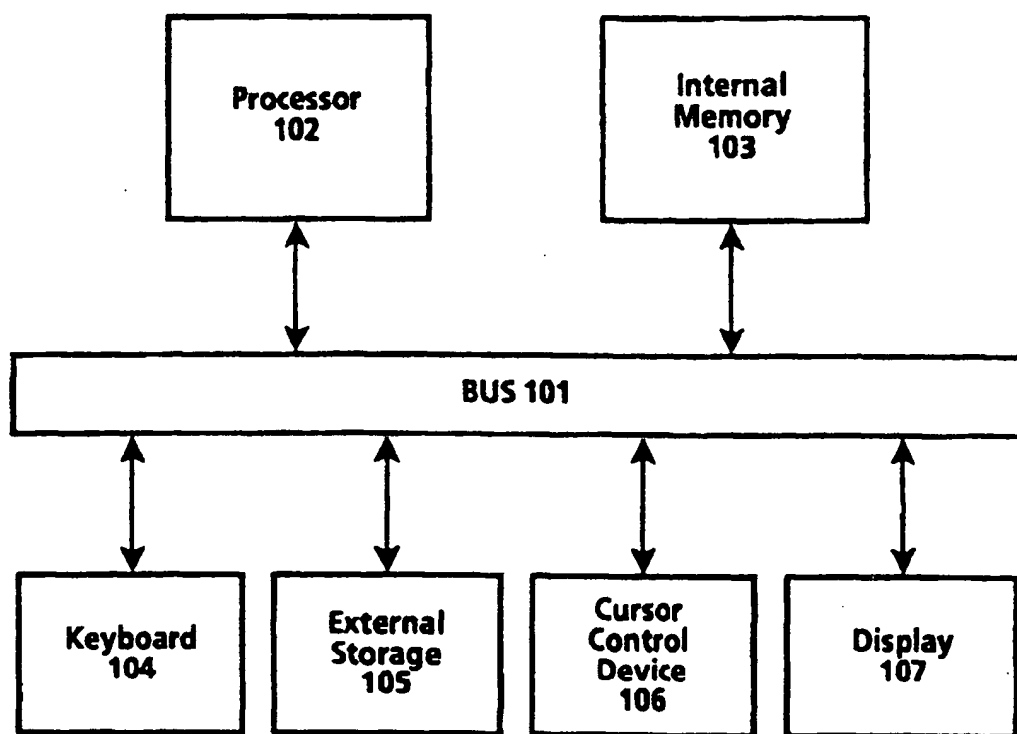 Processor
102
Internal
Memory
103
BUS 101
Keyboard
104
External
Storage
105
Cursor
Control
Device
106
Display
107